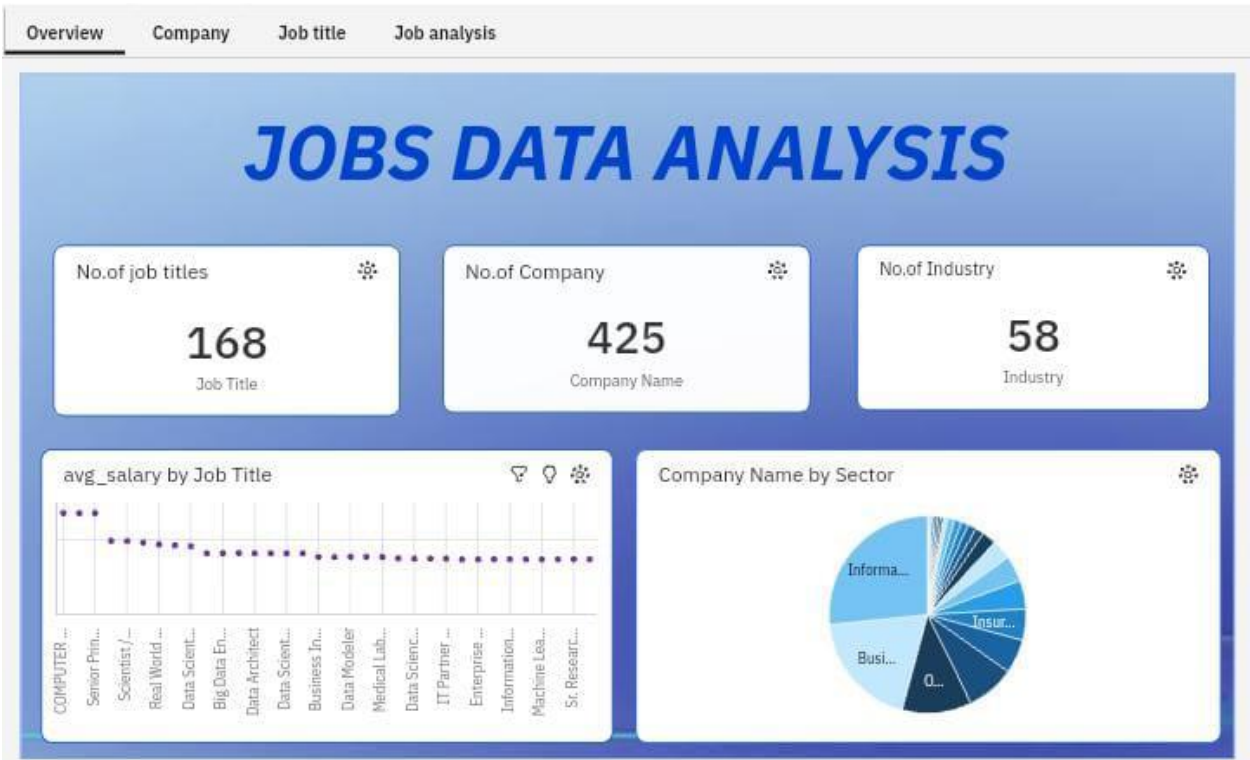 Overview Company Job title Job analysis
JOBS DATA ANALYSIS
No.of job titles
168
Job Title
No.of Company
425
Company Name
No.of Industry
58
Industry
avg_salary by Job Title
COMPUTER ...
Senior Prin...
Scientist /...
Real World ...
Data Scient...
Big Data En...
Data Architect
Data Scient...
Business In...
Data Modeler
Medical Lab...
Data Scienc...
IT Partner ...
Enterprise ...
Information...
Machine Lea...
Sr. Researc...
Company Name by Sector
Informa...
Busi...
O...
Insur...